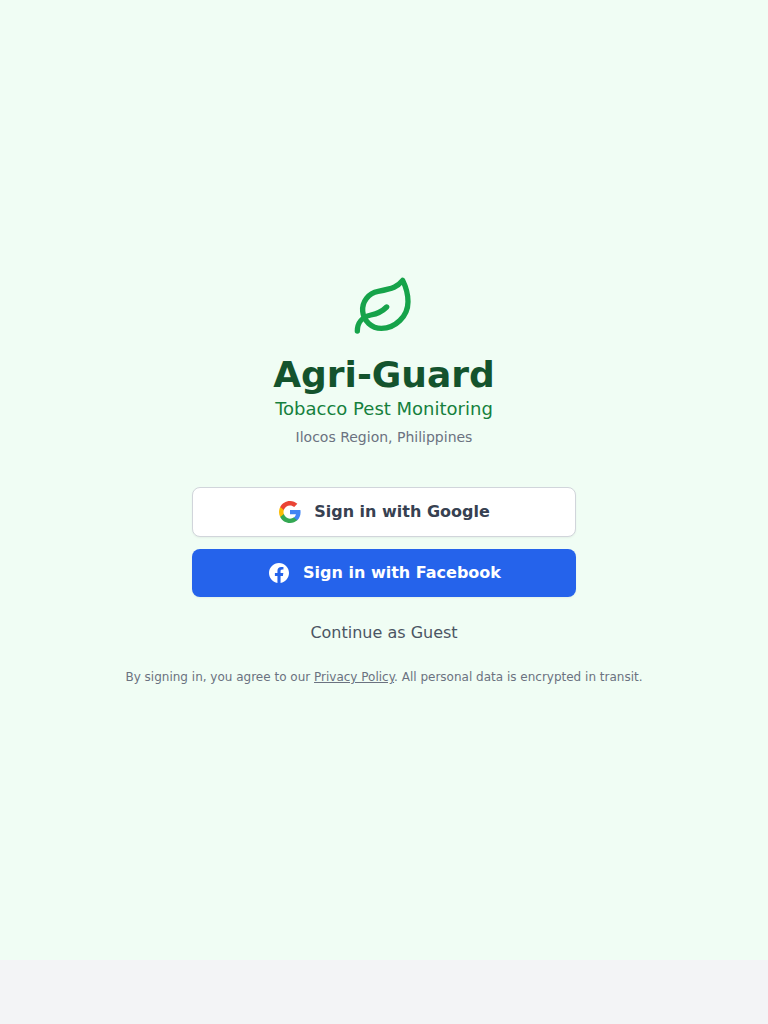 Agri-Guard
Tobacco Pest Monitoring
Ilocos Region, Philippines
Sign in with Google
Sign in with Facebook
Continue as Guest
By signing in, you agree to our Privacy Policy. All personal data is encrypted in transit.